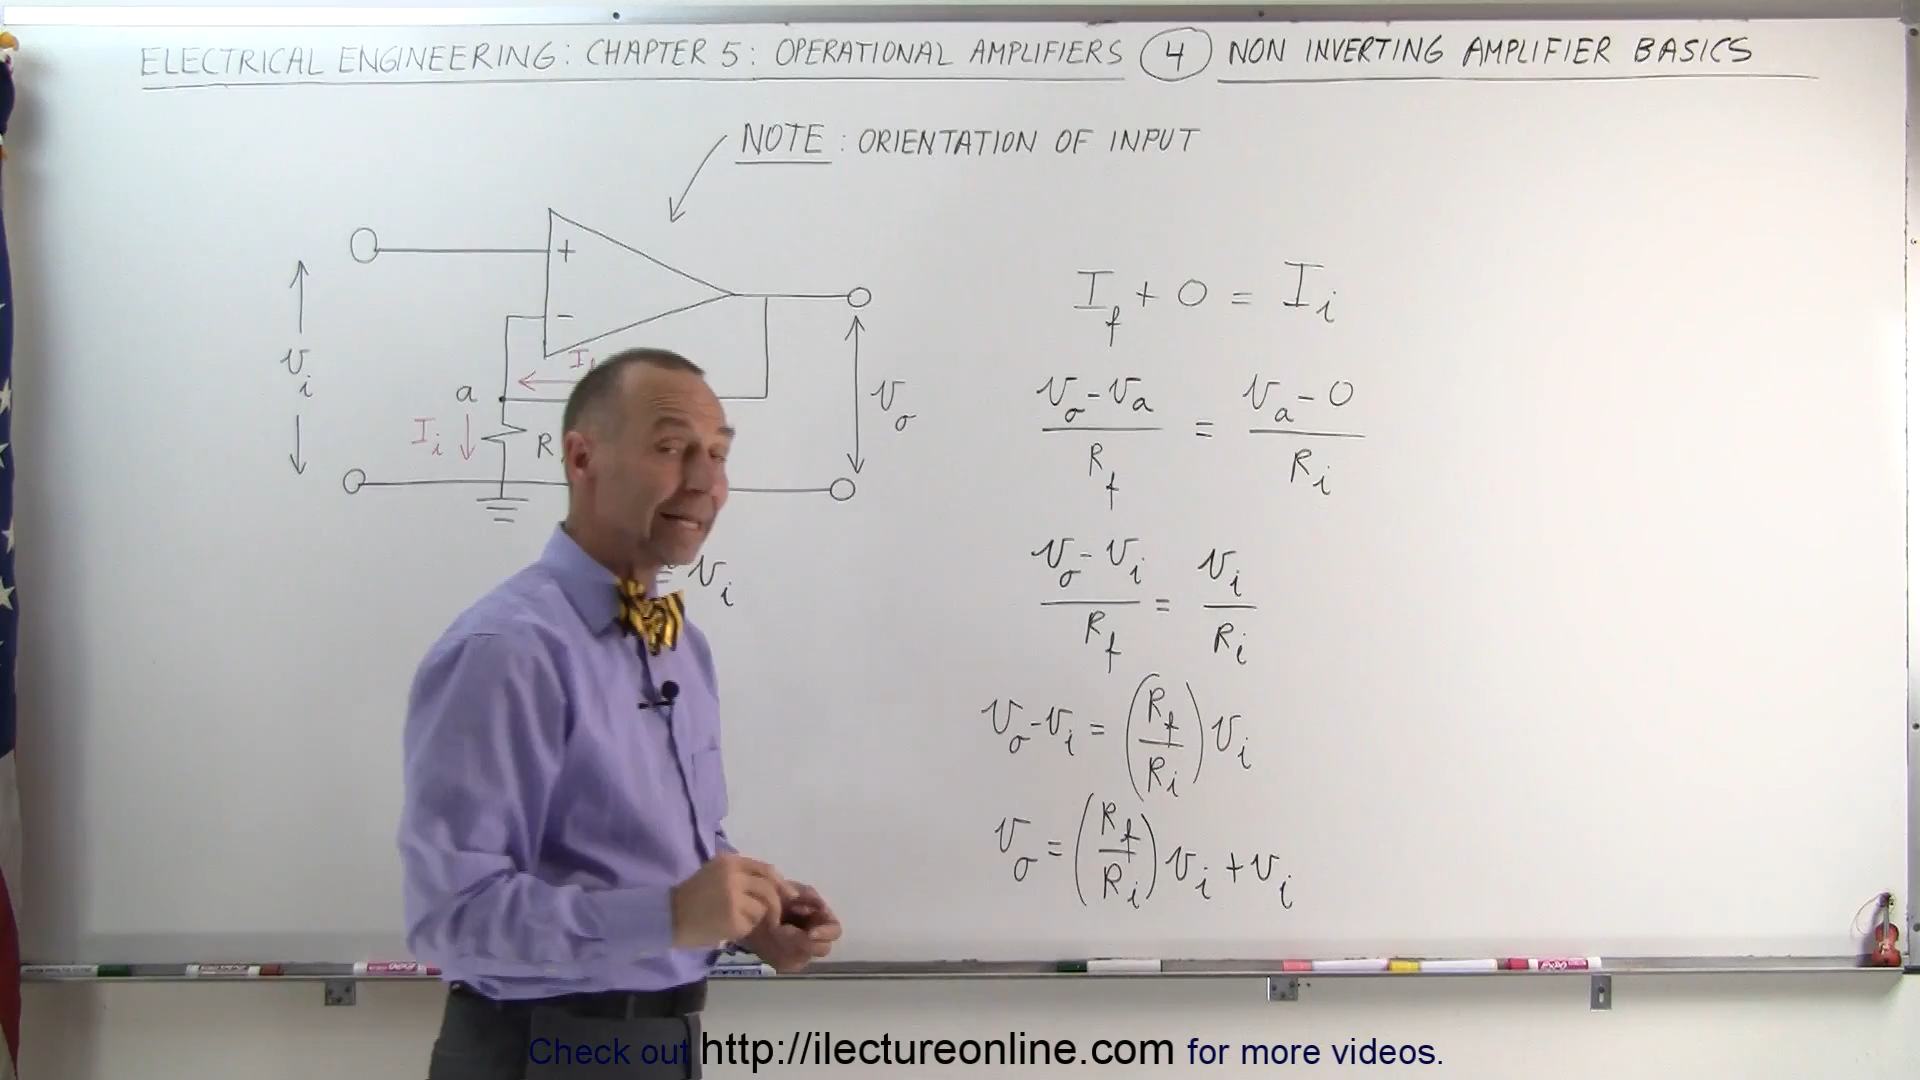 ELECTRICAL ENGINEERING: CHAPTER 5: OPERATIONAL AMPLIFIERS 4 NON INVERTING AMPLIFIER BASICS
NOTE: ORIENTATION OF INPUT
+
-
v_i
a
I_i
R
v_o
= v_i
I_f + 0 = I_i
(v_o - v_a)/R_f = (v_a - 0)/R_i
(v_o - v_i)/R_f = v_i/R_i
v_o - v_i = (R_f/R_i) v_i
v_o = (R_f/R_i) v_i + v_i
Check out http://ilectureonline.com for more videos.